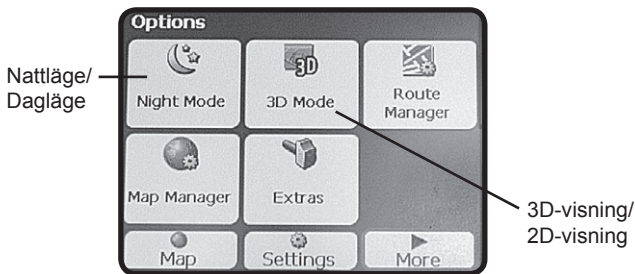 Options
Nattläge/
Dagläge
Night Mode
3D
3D Mode
Route
Manager
Map Manager
Extras
3D-visning/
2D-visning
Map
Settings
More